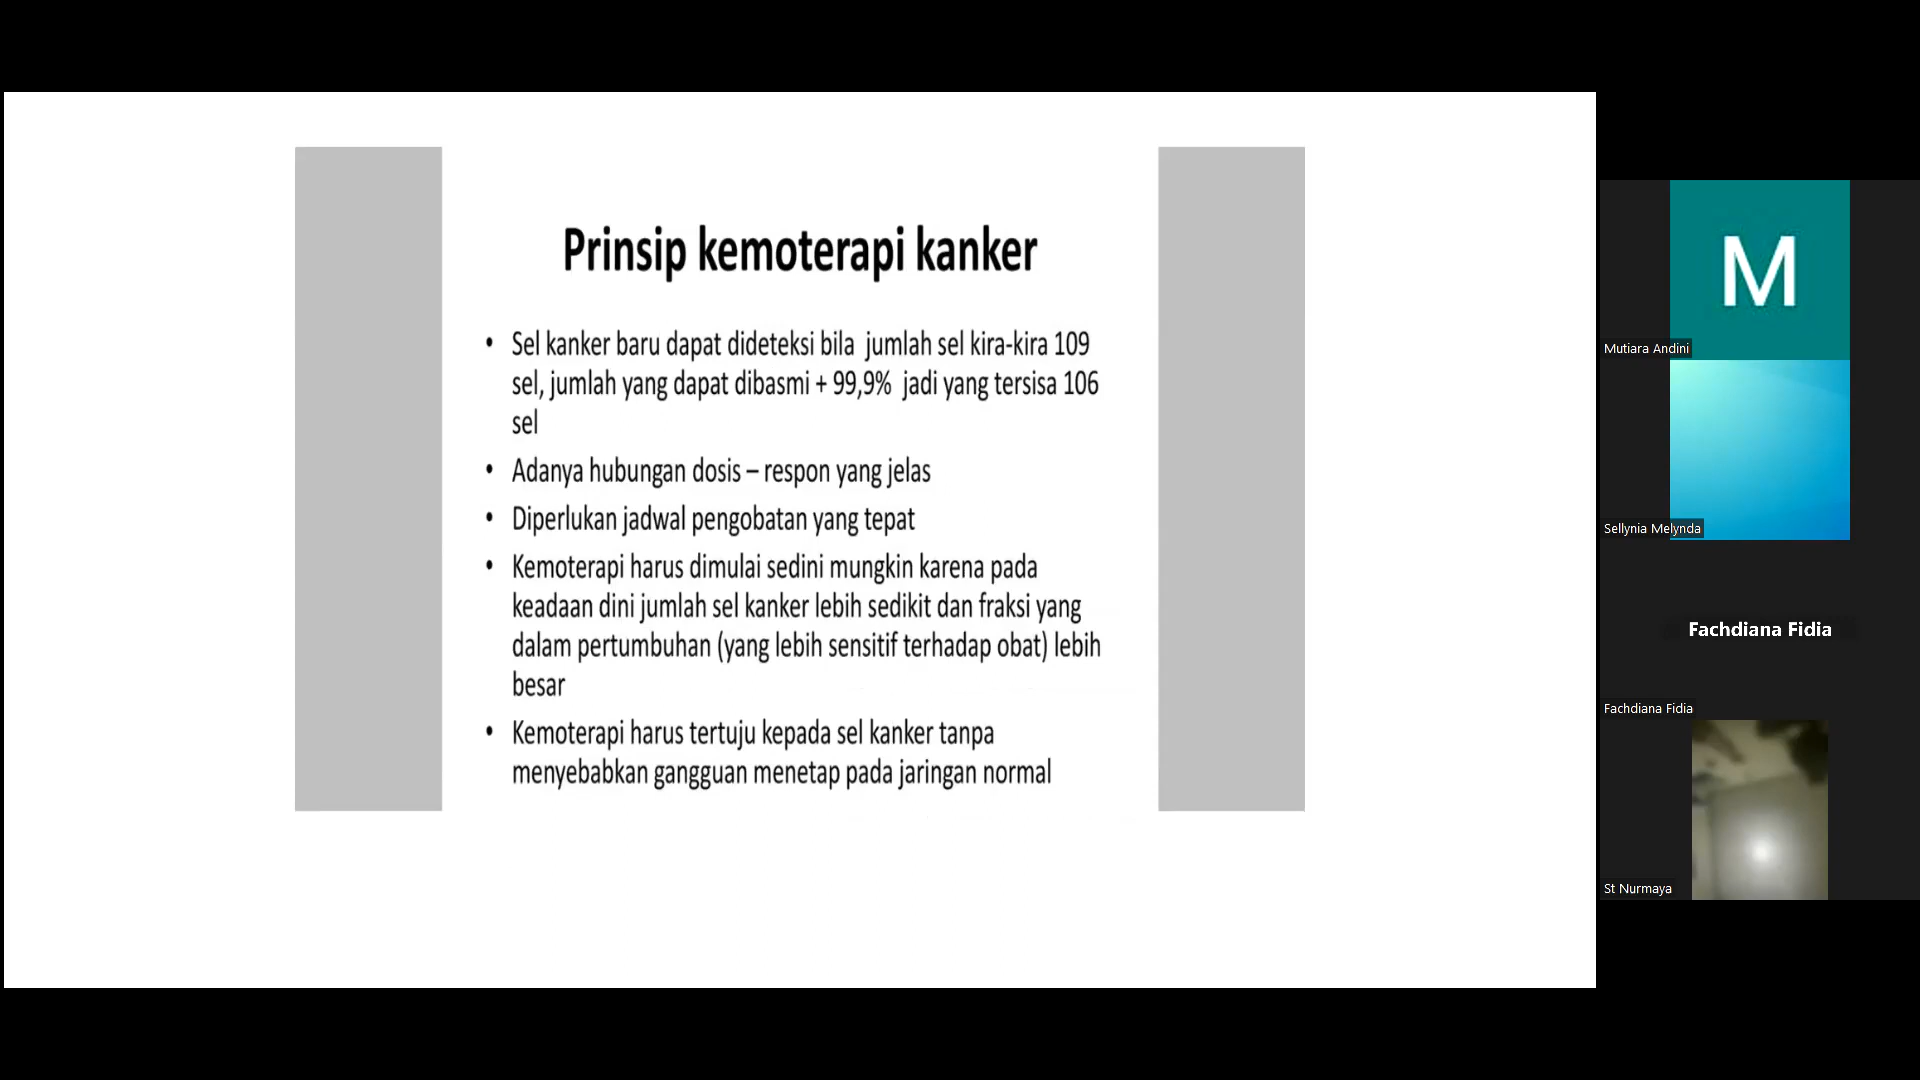 Prinsip kemoterapi kanker
• Sel kanker baru dapat dideteksi bila jumlah sel kira-kira 109
sel, jumlah yang dapat dibasmi + 99,9% jadi yang tersisa 106
sel
• Adanya hubungan dosis – respon yang jelas
• Diperlukan jadwal pengobatan yang tepat
• Kemoterapi harus dimulai sedini mungkin karena pada
keadaan dini jumlah sel kanker lebih sedikit dan fraksi yang
dalam pertumbuhan (yang lebih sensitif terhadap obat) lebih
besar
• Kemoterapi harus tertuju kepada sel kanker tanpa
menyebabkan gangguan menetap pada jaringan normal
M
Mutiara Andini
Sellynia Melynda
Fachdiana Fidia
Fachdiana Fidia
St Nurmaya